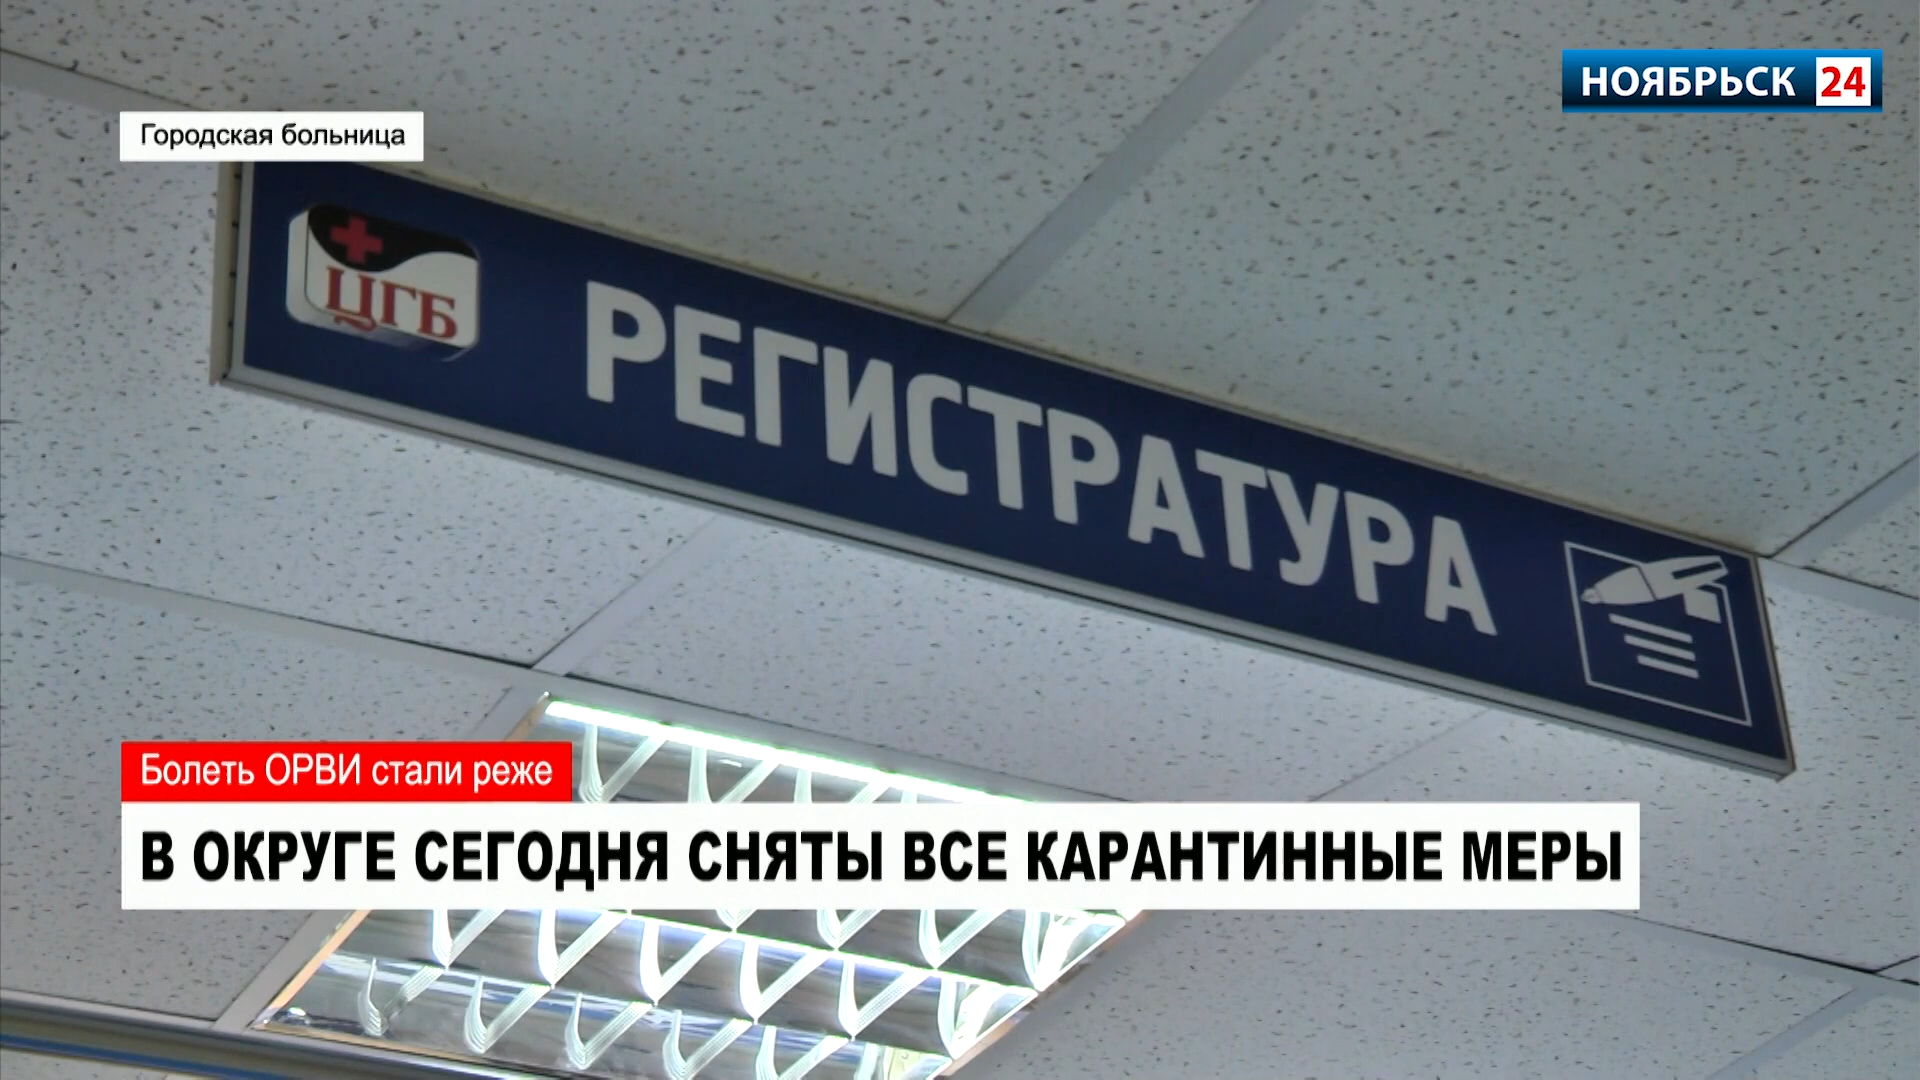 НОЯБРЬСК 24
Городская больница
ЦГБ
РЕГИСТРАТУРА
Болеть ОРВИ стали реже
В ОКРУГЕ СЕГОДНЯ СНЯТЫ ВСЕ КАРАНТИННЫЕ МЕРЫ